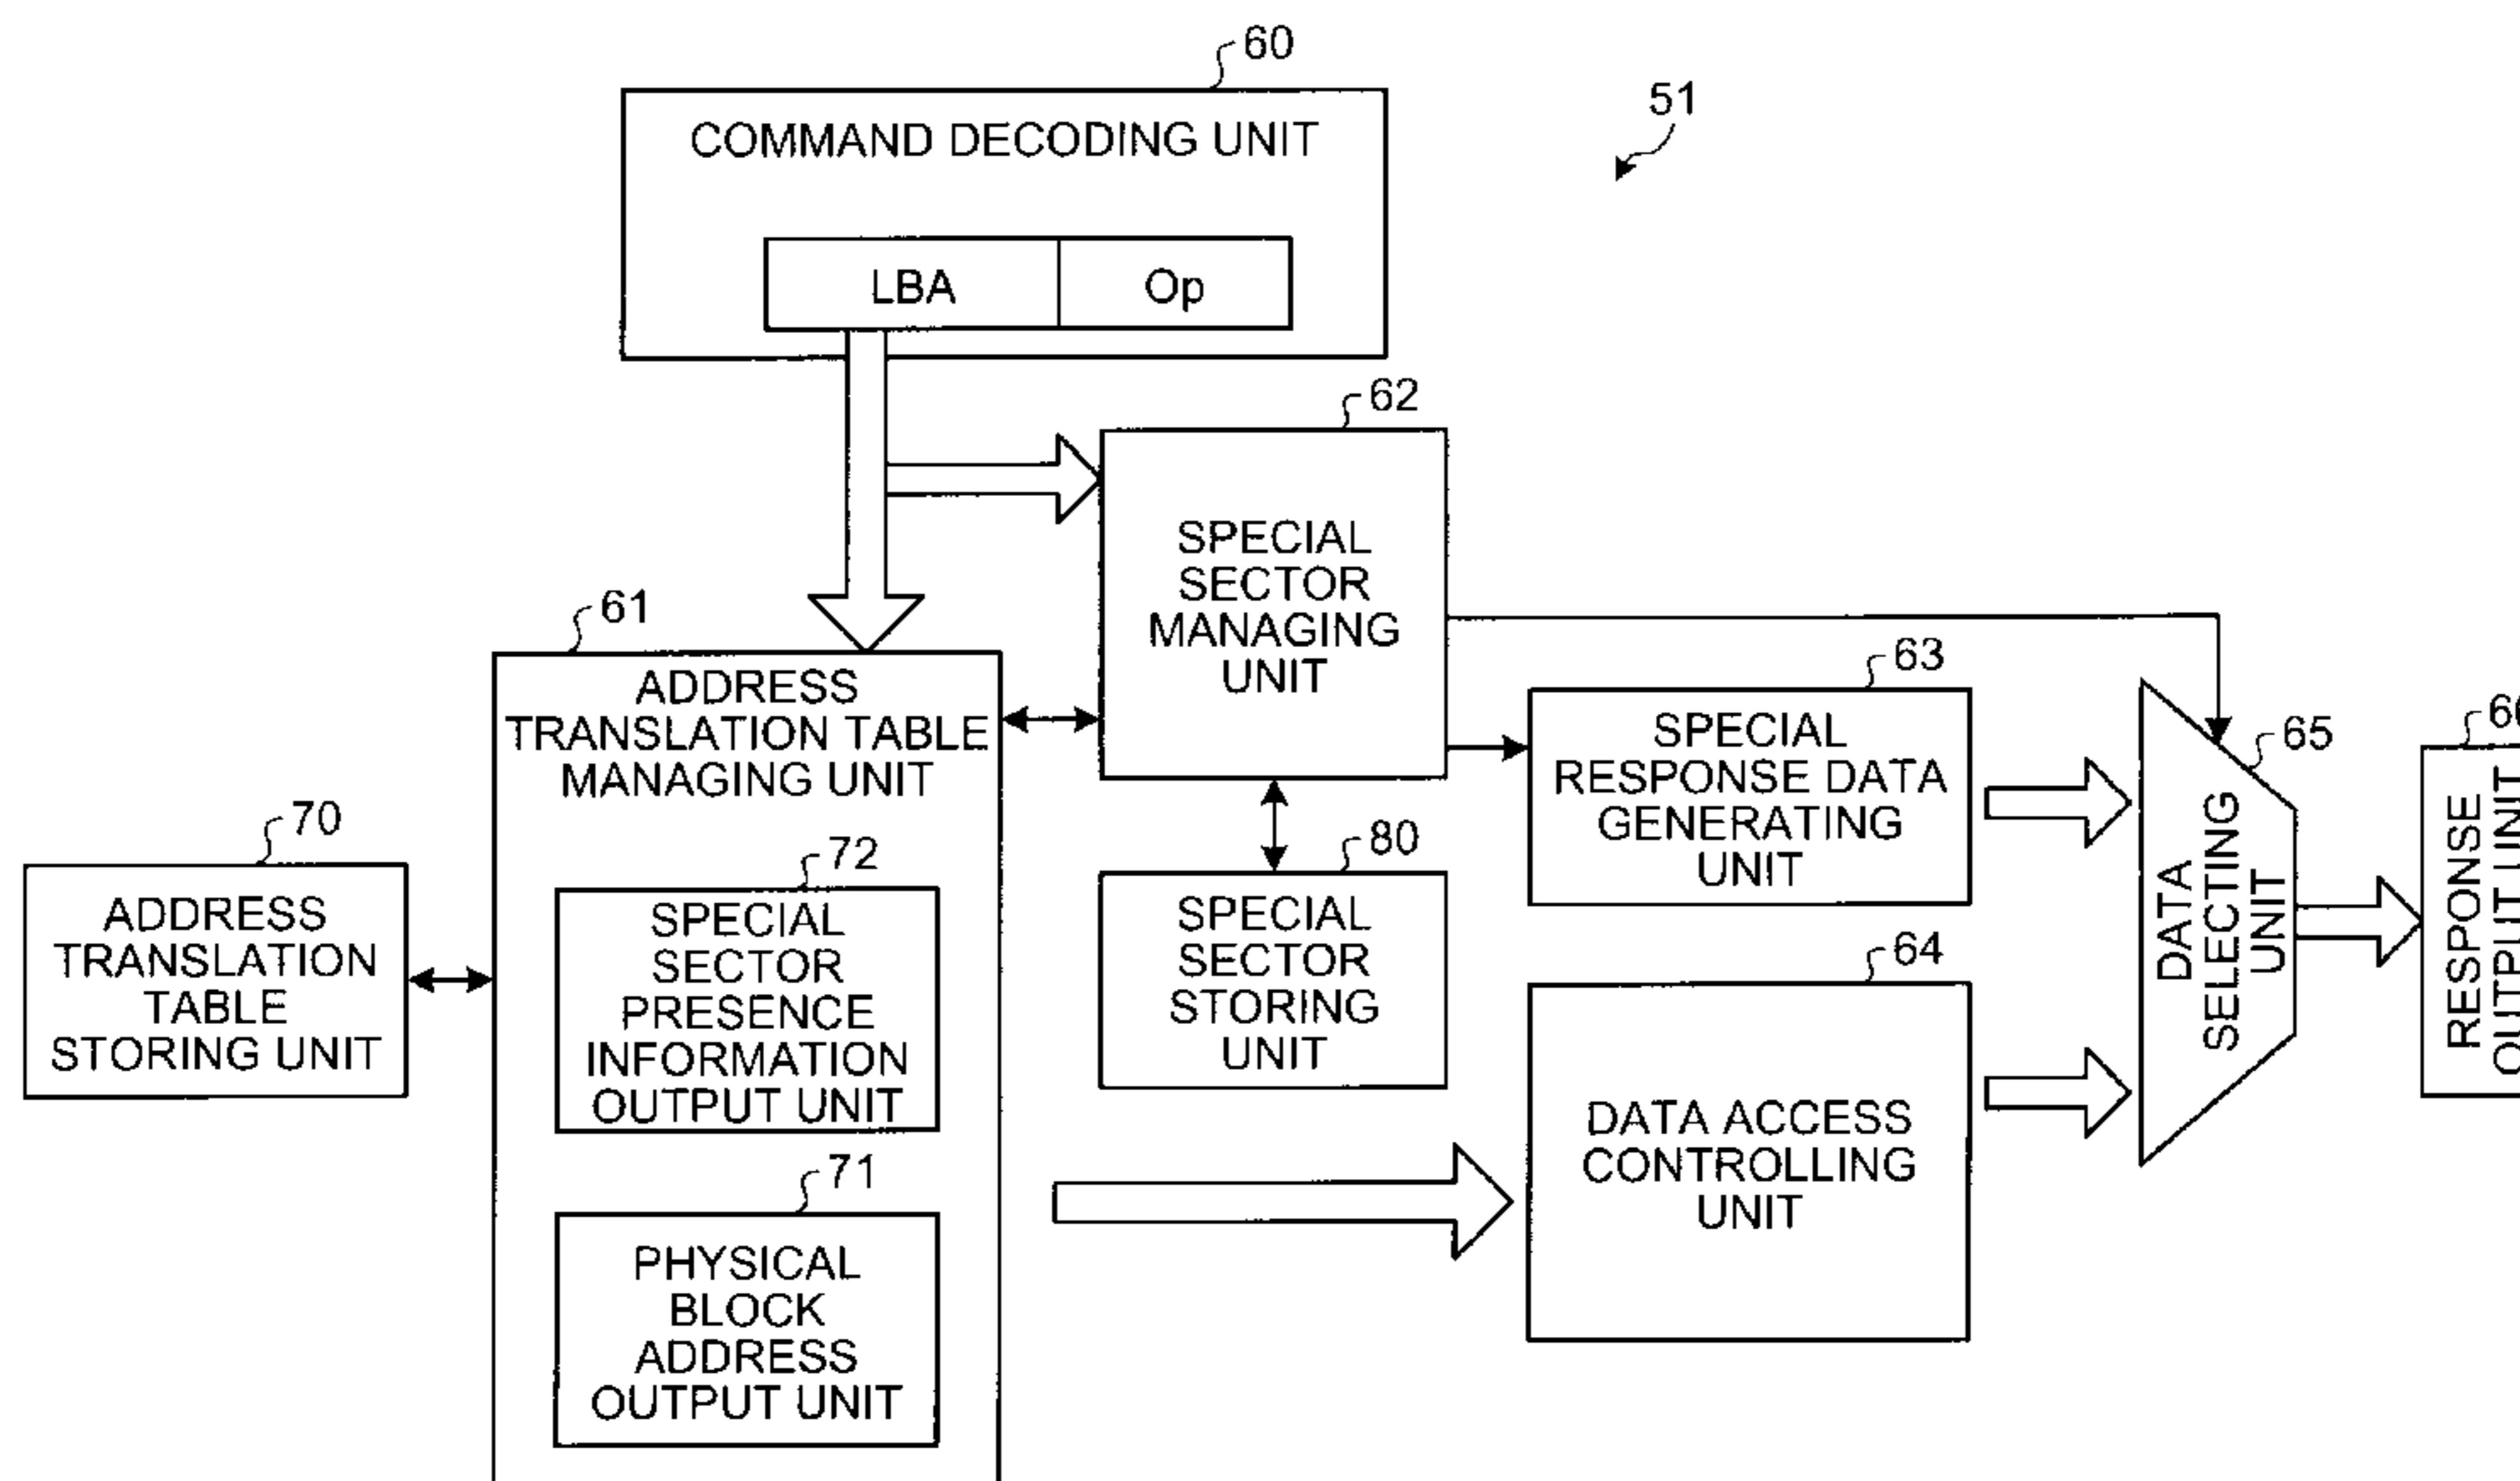 60
51
COMMAND DECODING UNIT
LBA
Op
62
SPECIAL
SECTOR
MANAGING
UNIT
61
ADDRESS
TRANSLATION TABLE
MANAGING UNIT
63
SPECIAL
RESPONSE DATA
GENERATING
UNIT
65
DATA
SELECTING
UNIT
RESPONSE
OUTPUT UNIT
70
ADDRESS
TRANSLATION
TABLE
STORING UNIT
72
SPECIAL
SECTOR
PRESENCE
INFORMATION
OUTPUT UNIT
80
SPECIAL
SECTOR
STORING
UNIT
64
DATA ACCESS
CONTROLLING
UNIT
71
PHYSICAL
BLOCK
ADDRESS
OUTPUT UNIT